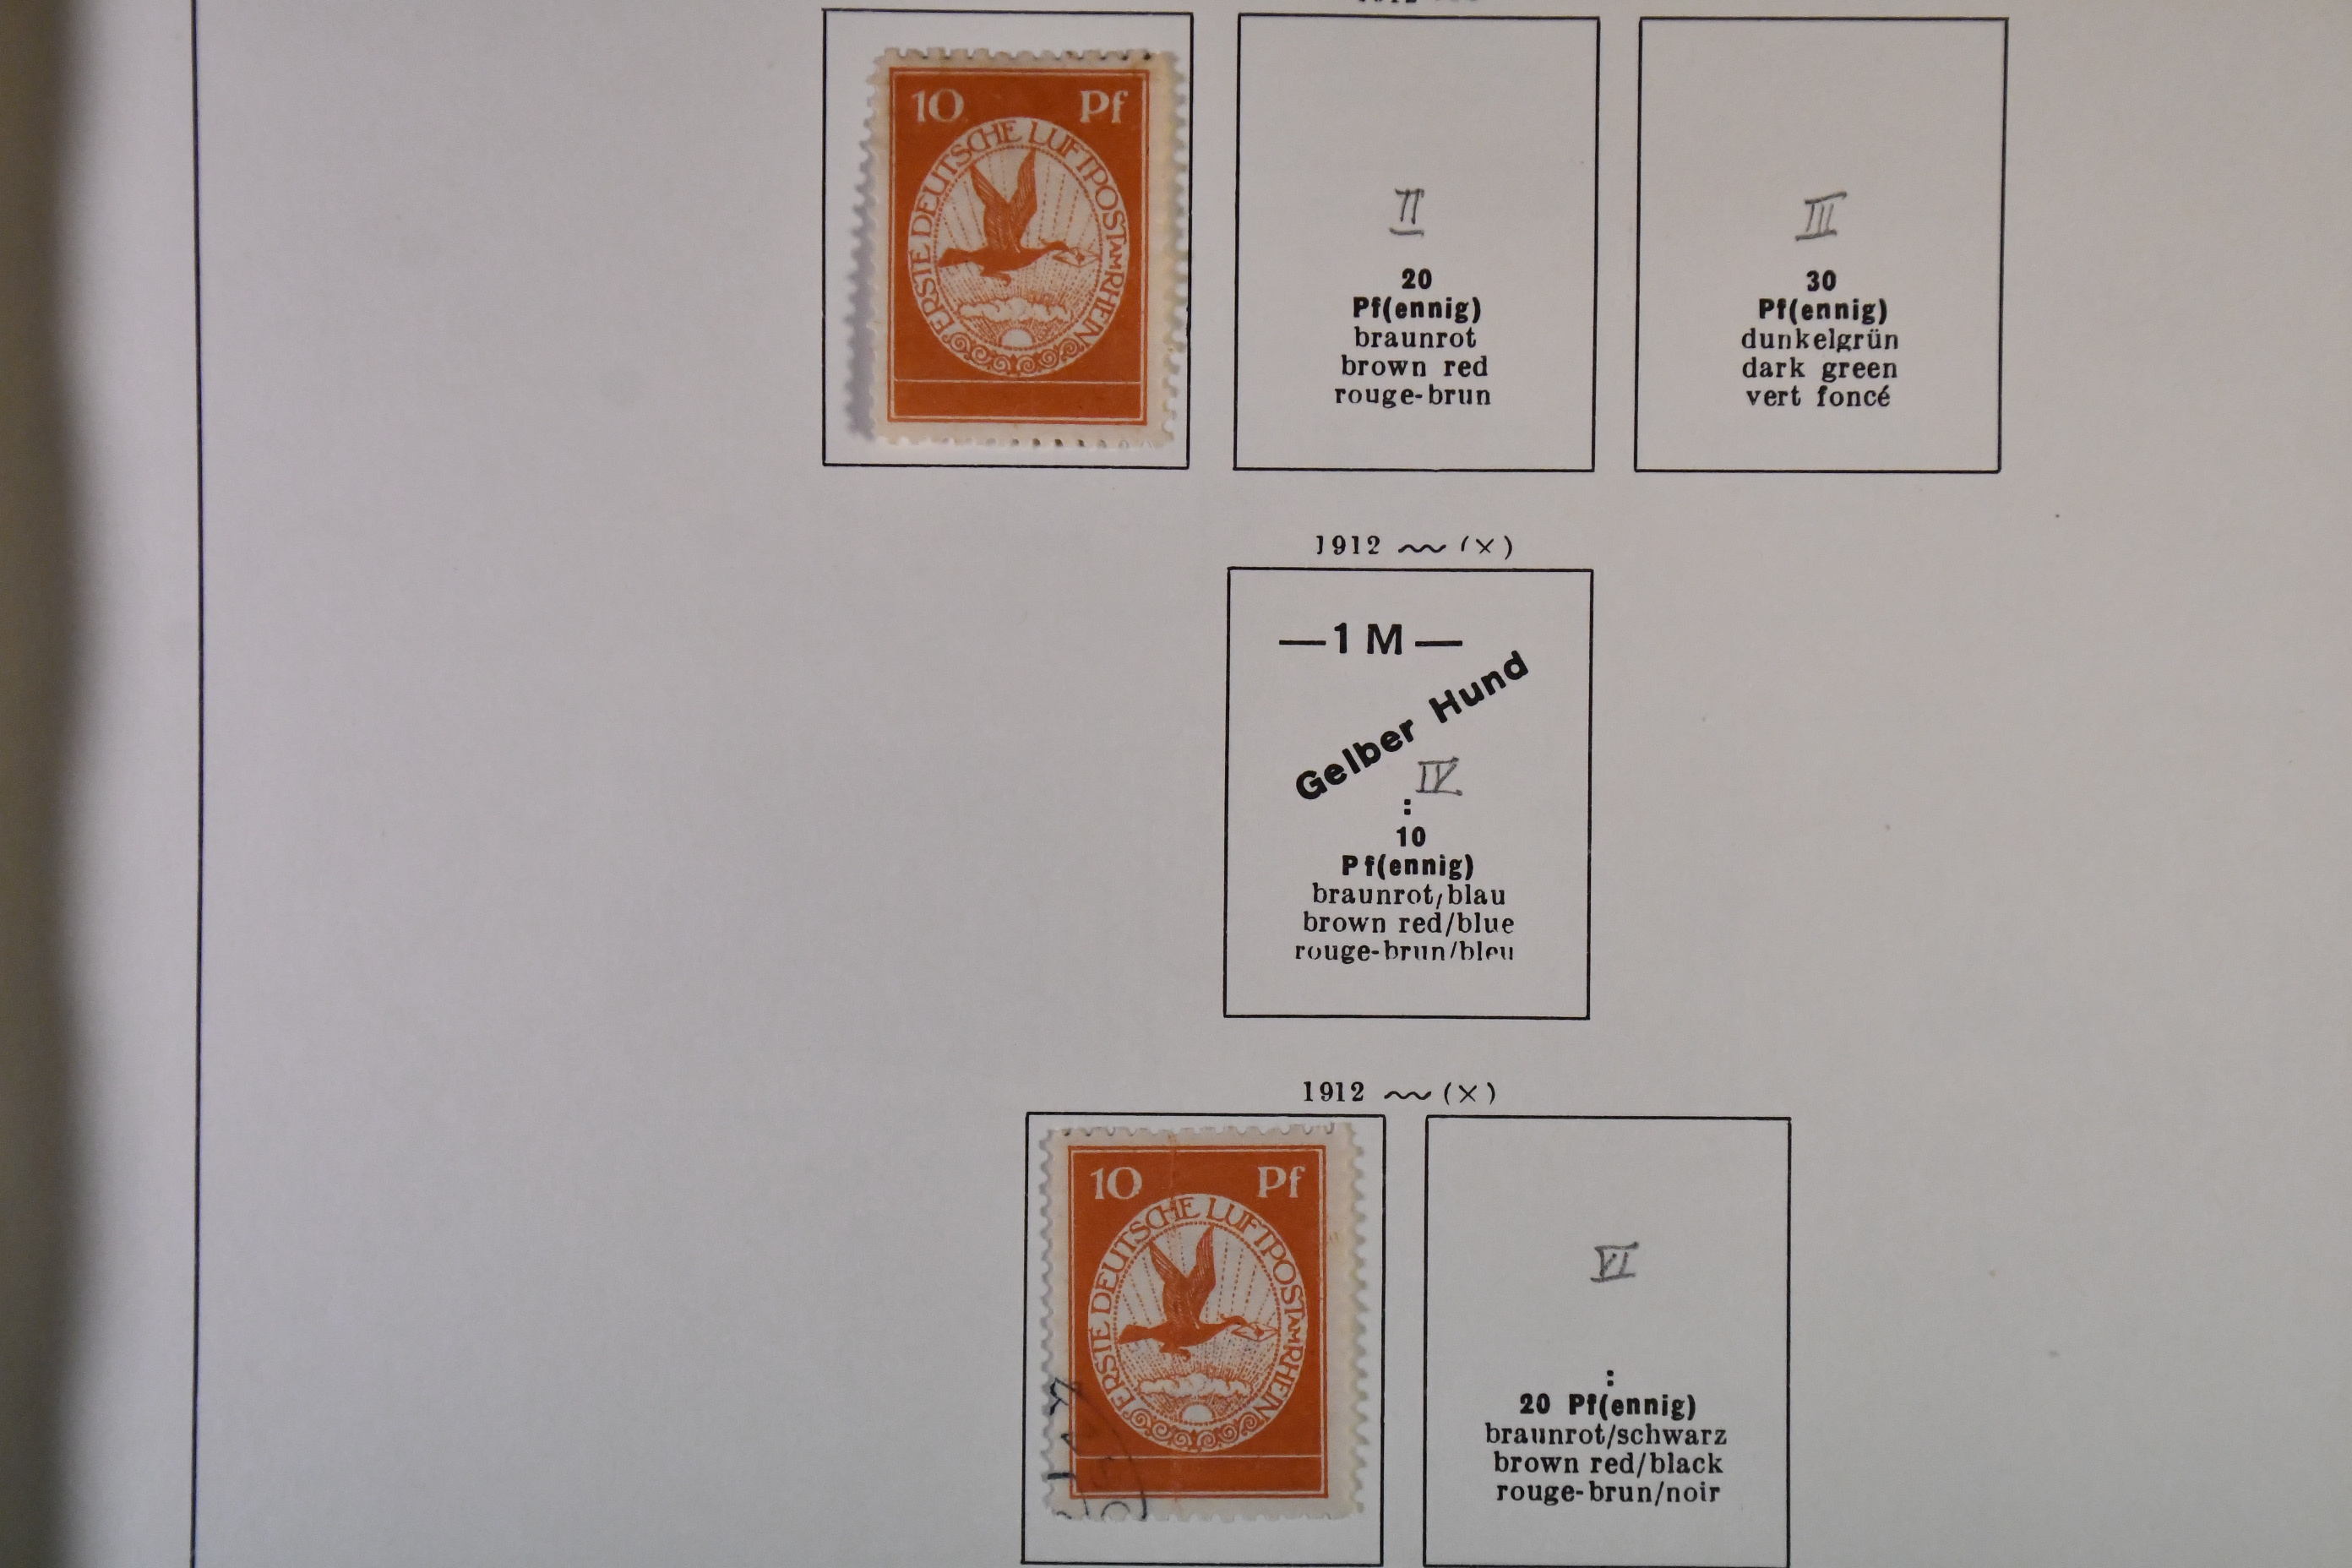 10 Pf
ERSTE DEUTSCHE LUFTPOST AM RHEIN
II
20
Pf(ennig)
braunrot
brown red
rouge-brun
III
30
Pf(ennig)
dunkelgrün
dark green
vert foncé
1912 (×)
—1 M—
Gelber Hund
IV
:
10
Pf(ennig)
braunrot/blau
brown red/blue
rouge-brun/bleu
1912 (×)
10 Pf
ERSTE DEUTSCHE LUFTPOST AM RHEIN
VI
:
20 Pf(ennig)
braunrot/schwarz
brown red/black
rouge-brun/noir